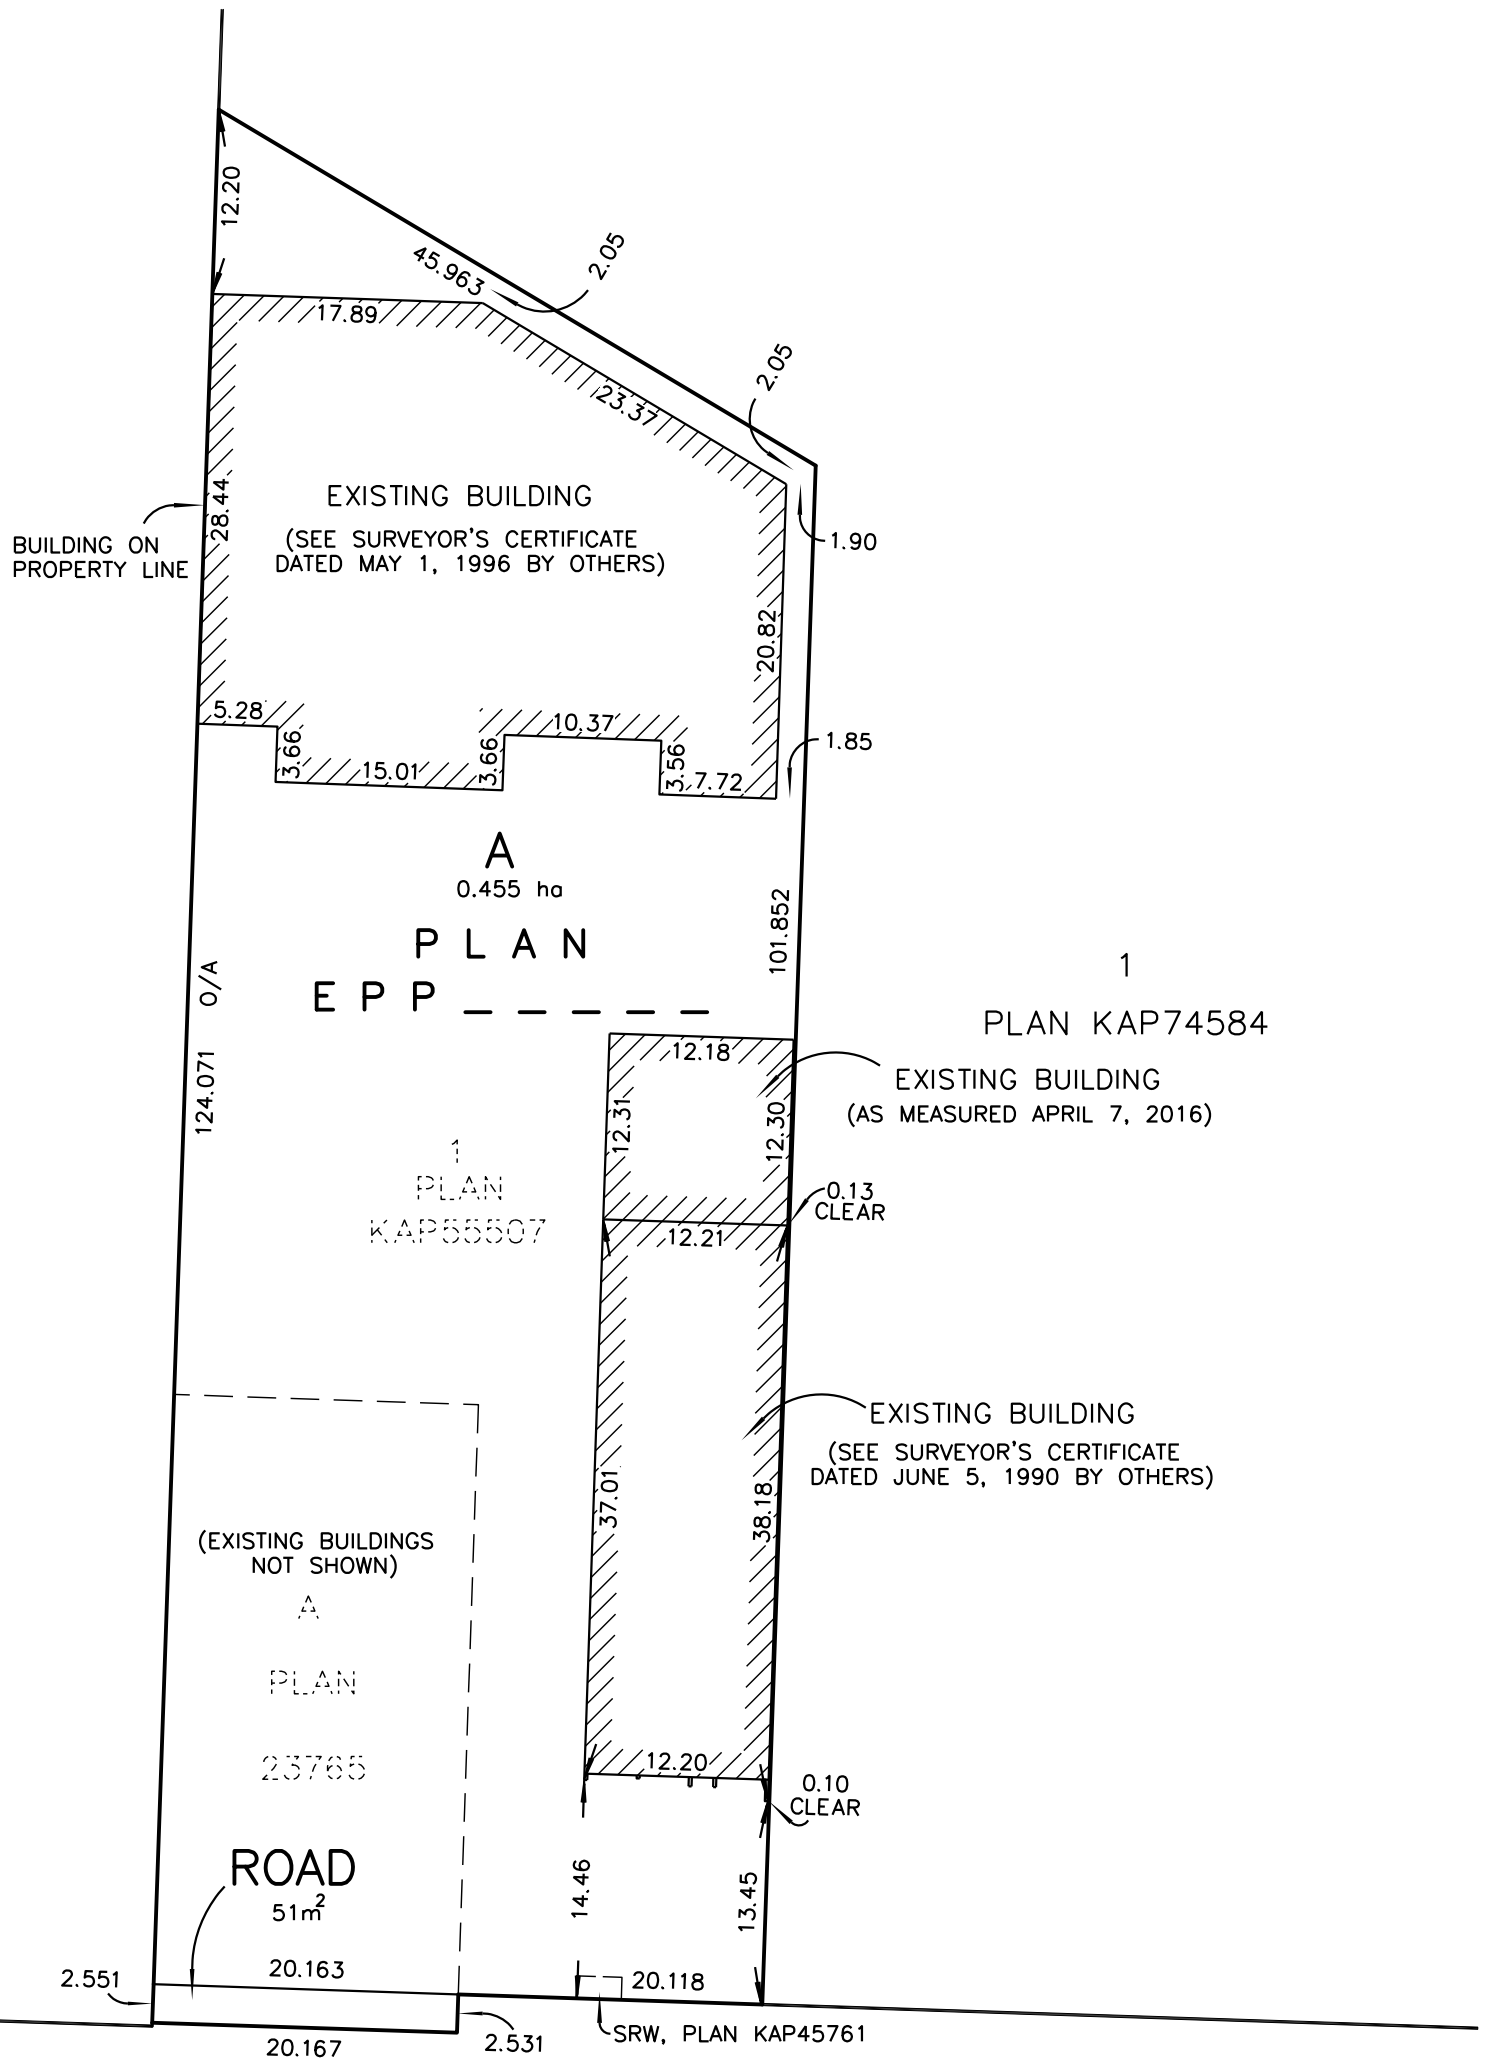 12.20
45.963
2.05
17.89
2.05
23.37
EXISTING BUILDING
(SEE SURVEYOR'S CERTIFICATE
DATED MAY 1, 1996 BY OTHERS)
28.44
BUILDING ON
PROPERTY LINE
1.90
20.82
5.28
3.66
15.01
3.66
10.37
3.56
7.72
1.85
A
0.455 ha
PLAN
EPP_ _ _ _ _
101.852
124.071 O/A
1
PLAN KAP74584
12.18
12.31
12.30
EXISTING BUILDING
(AS MEASURED APRIL 7, 2016)
1
PLAN
KAP55507
0.13
CLEAR
12.21
37.01
38.18
EXISTING BUILDING
(SEE SURVEYOR'S CERTIFICATE
DATED JUNE 5, 1990 BY OTHERS)
(EXISTING BUILDINGS
NOT SHOWN)
A
PLAN
23765
12.20
0.10
CLEAR
ROAD
51m²
14.46
13.45
20.163
20.118
2.551
20.167
2.531
SRW, PLAN KAP45761